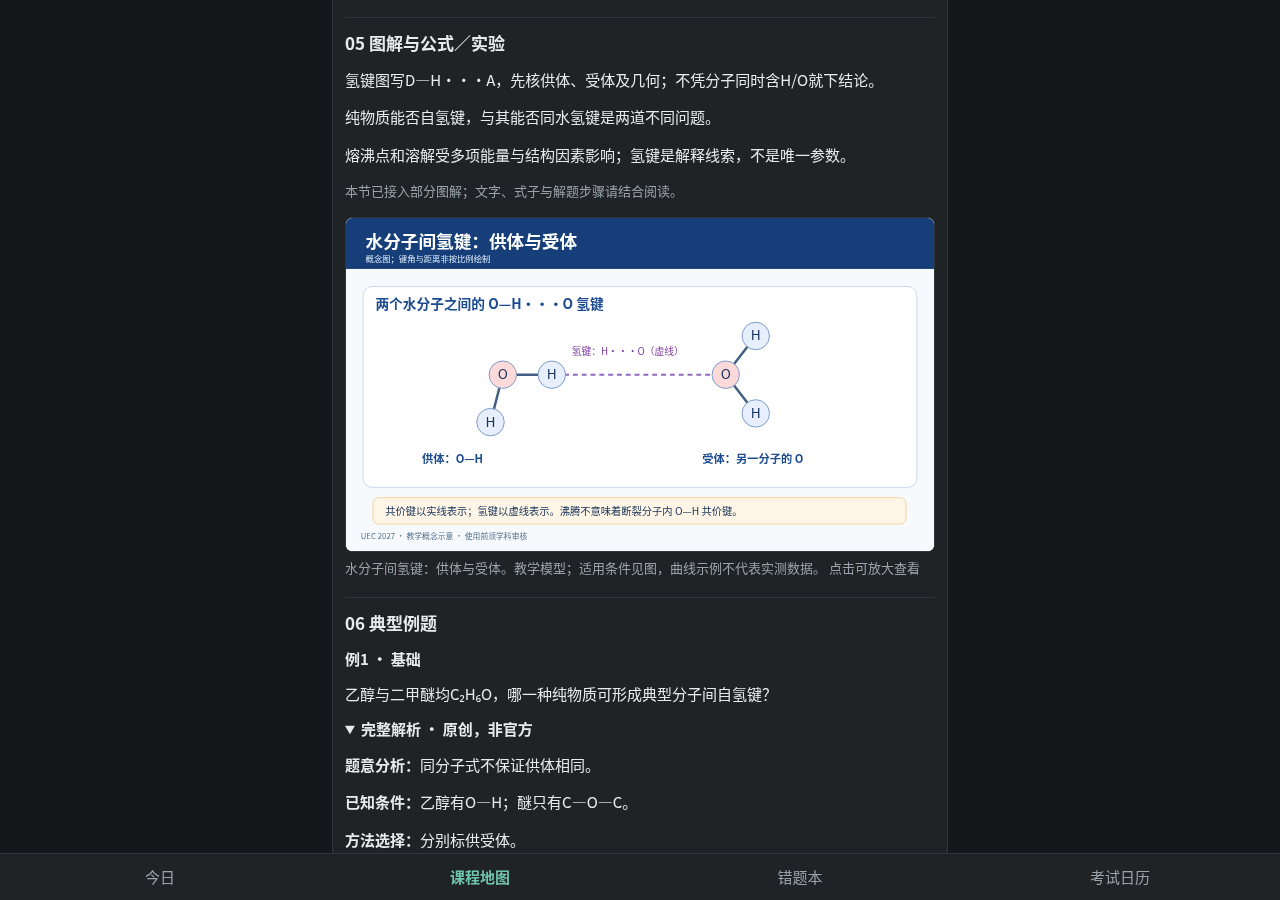 05 图解与公式／实验
氢键图写D—H···A，先核供体、受体及几何；不凭分子同时含H/O就下结论。
纯物质能否自氢键，与其能否同水氢键是两道不同问题。
熔沸点和溶解受多项能量与结构因素影响；氢键是解释线索，不是唯一参数。
本节已接入部分图解；文字、式子与解题步骤请结合阅读。
水分子间氢键：供体与受体
概念图；键角与距离非按比例绘制
两个水分子之间的 O—H···O 氢键
H
氢键：H···O（虚线）
O
H
O
H
H
供体：O—H
受体：另一分子的 O
共价键以实线表示；氢键以虚线表示。沸腾不意味着断裂分子内 O—H 共价键。
UEC 2027 · 教学概念示意 · 使用前须学科审核
水分子间氢键：供体与受体。教学模型；适用条件见图，曲线示例不代表实测数据。 点击可放大查看
06 典型例题
例1 · 基础
乙醇与二甲醚均C₂H₆O，哪一种纯物质可形成典型分子间自氢键？
▼ 完整解析 · 原创，非官方
题意分析：同分子式不保证供体相同。
已知条件：乙醇有O—H；醚只有C—O—C。
方法选择：分别标供受体。
今日
课程地图
错题本
考试日历